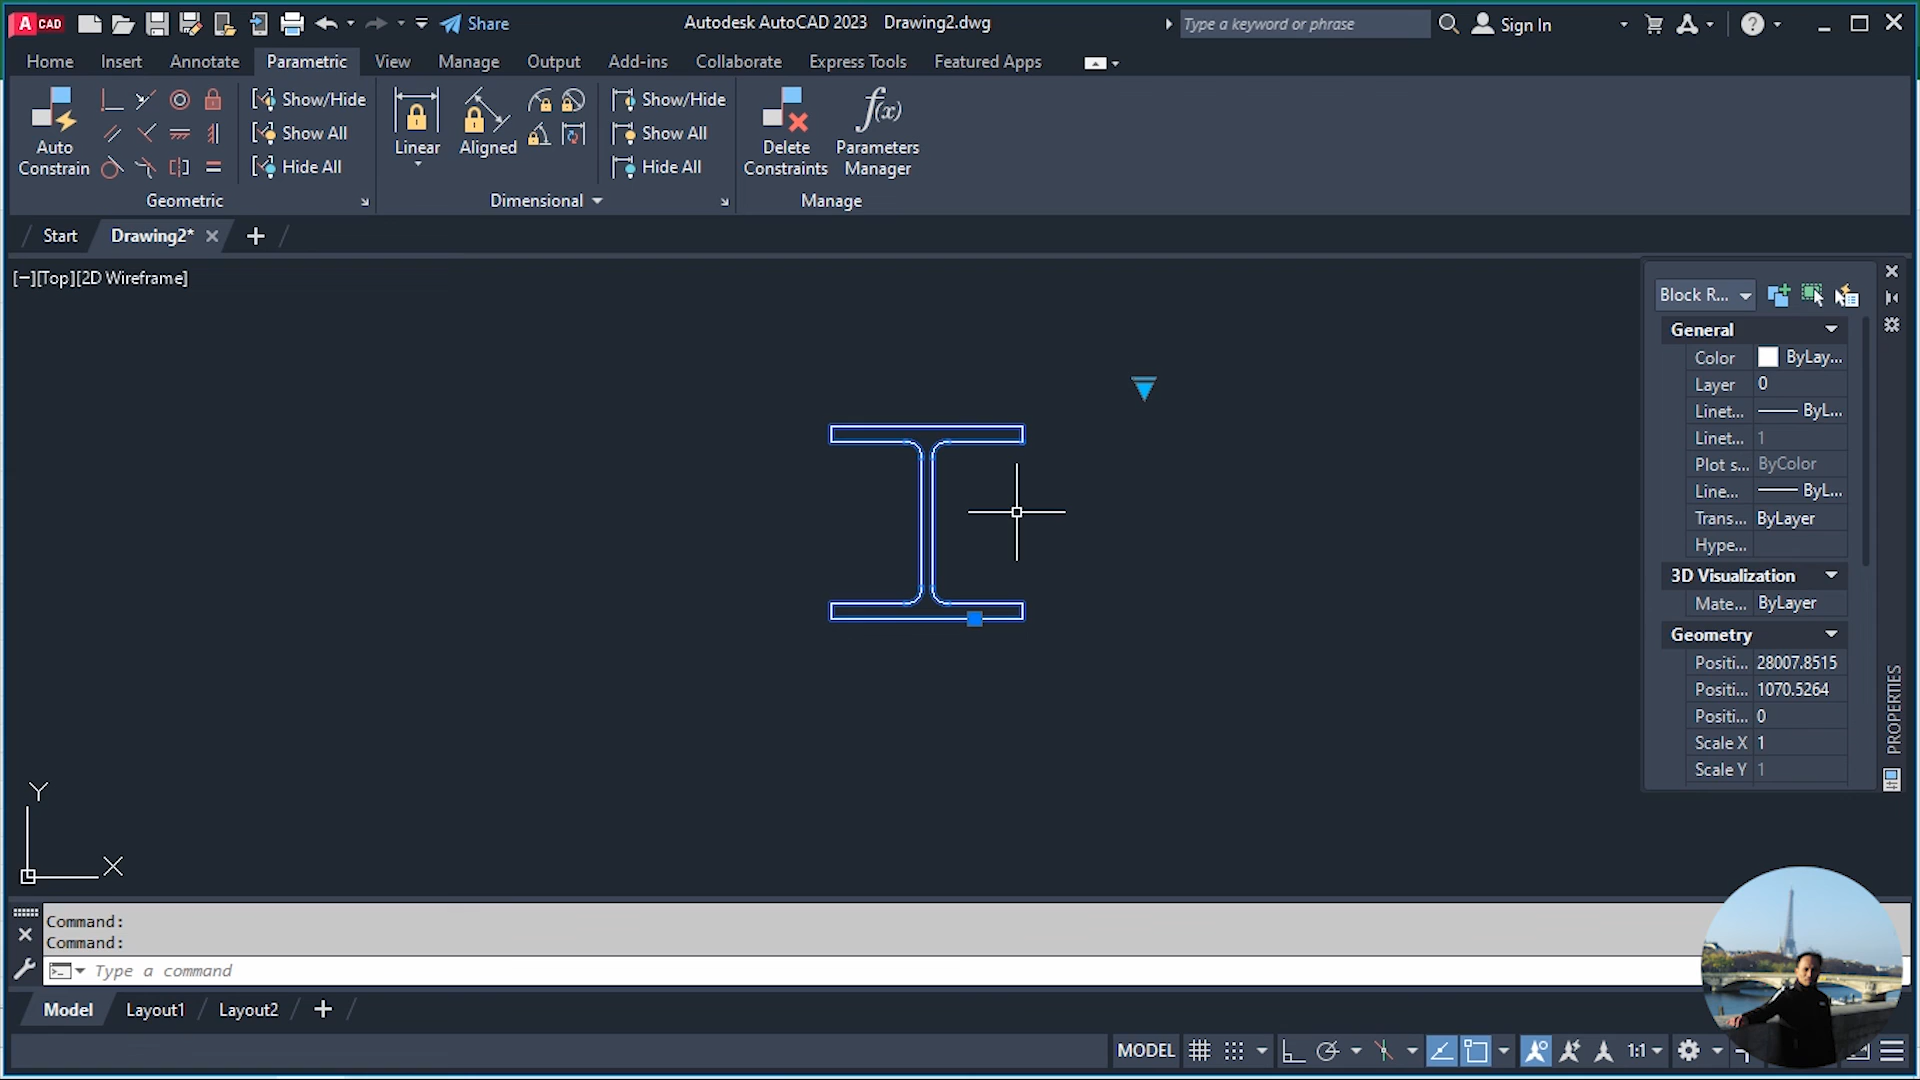 A CAD
Share
Autodesk AutoCAD 2023 Drawing2.dwg
Type a keyword or phrase
Sign In
Home Insert Annotate Parametric View Manage Output Add-ins Collaborate Express Tools Featured Apps
Auto
Constrain
Show/Hide
Show All
Hide All
Geometric
Linear
Aligned
Show/Hide
Show All
Hide All
Dimensional
Delete
Constraints
f(x)
Parameters
Manager
Manage
Start Drawing2*
[−][Top][2D Wireframe]
Block R...
General
Color ByLay...
Layer 0
Linet... ByL...
Linet... 1
Plot s... ByColor
Line... ByL...
Trans... ByLayer
Hype...
3D Visualization
Mate... ByLayer
Geometry
Positi... 28007.8515
Positi... 1070.5264
Positi... 0
Scale X 1
Scale Y 1
PROPERTIES
Y
X
Command:
Command:
Type a command
Model Layout1 Layout2
MODEL
1:1